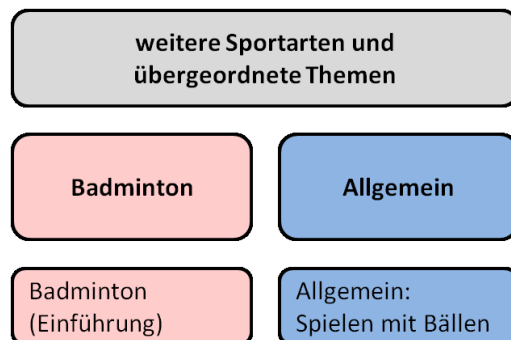 weitere Sportarten und
übergeordnete Themen
Badminton
Allgemein
Badminton
(Einführung)
Allgemein:
Spielen mit Bällen